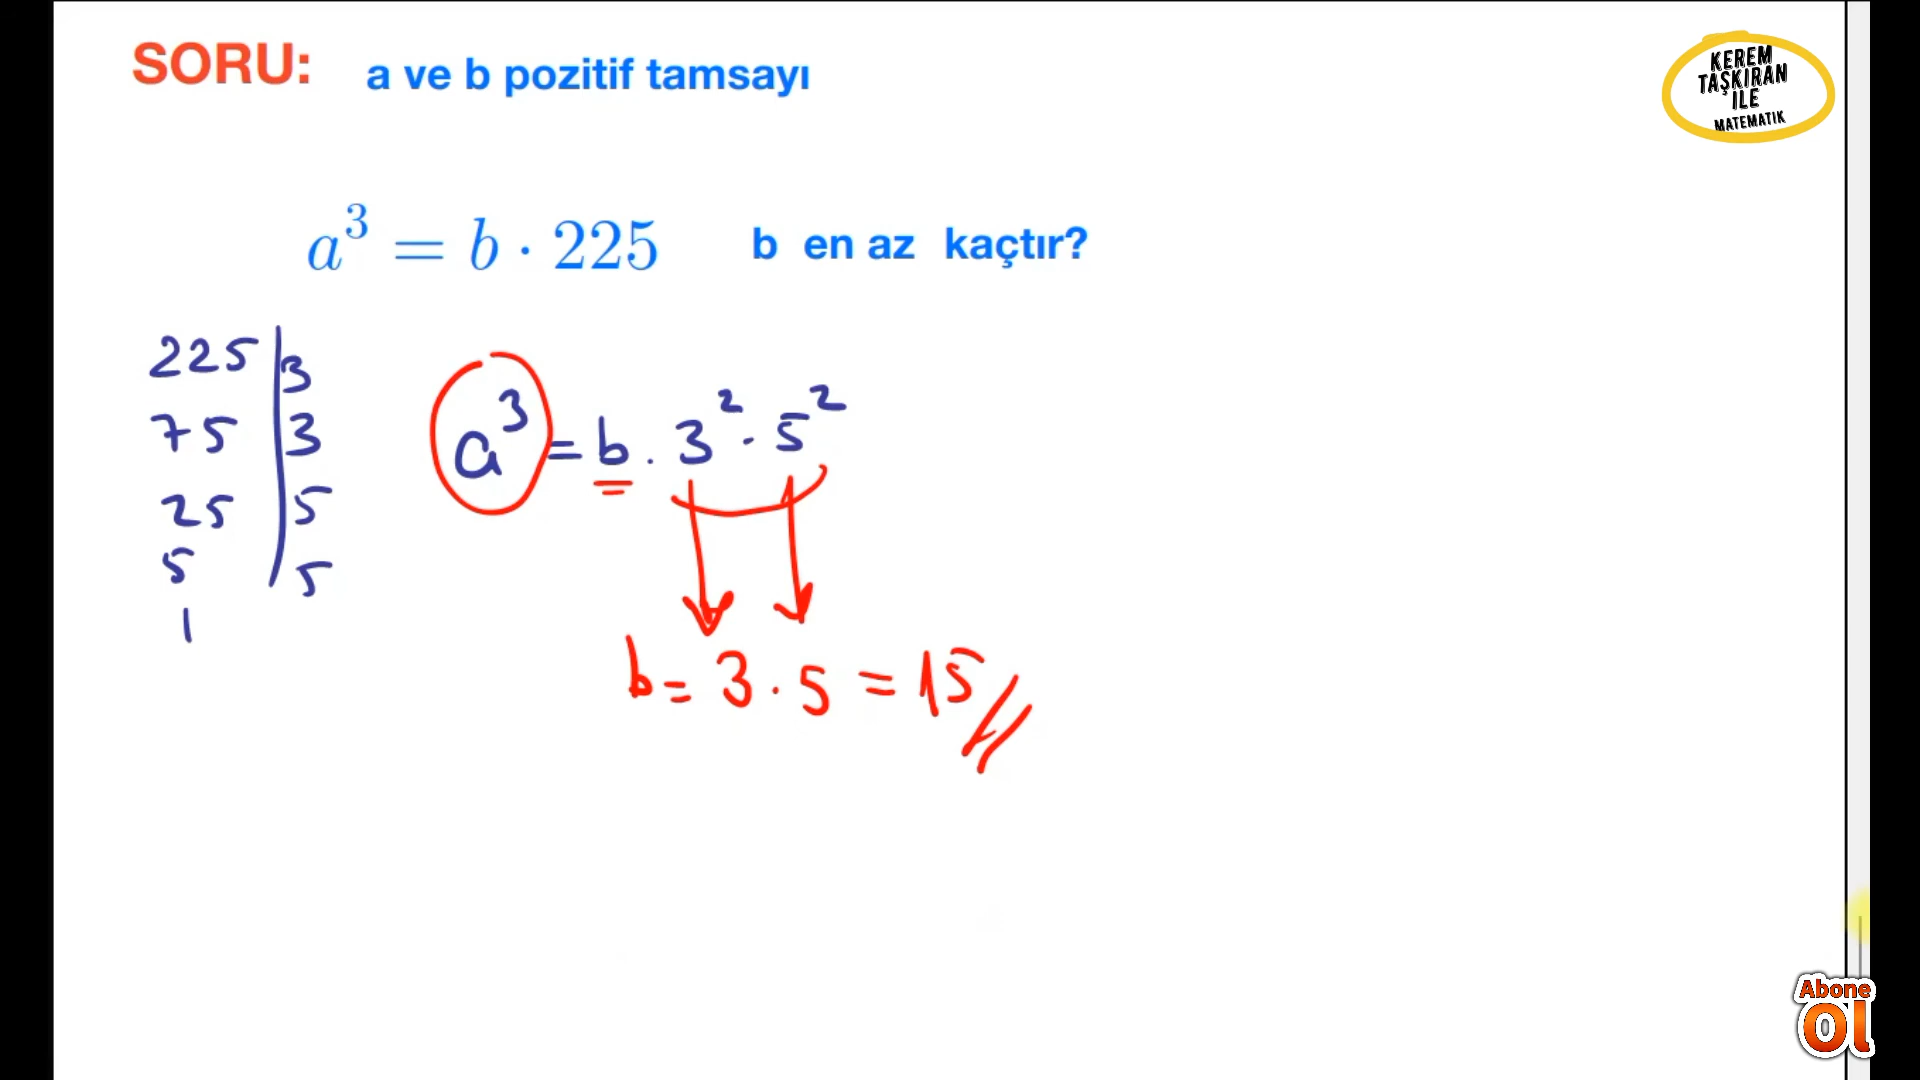 SORU: a ve b pozitif tamsayı
KEREM
TAŞKIRAN
İLE
MATEMATİK
a³ = b · 225 b en az kaçtır?
225 | 3
75 | 3
25 | 5
5 | 5
1
a³ = b . 3² . 5²
b = 3 . 5 = 15 //
Abone
Ol